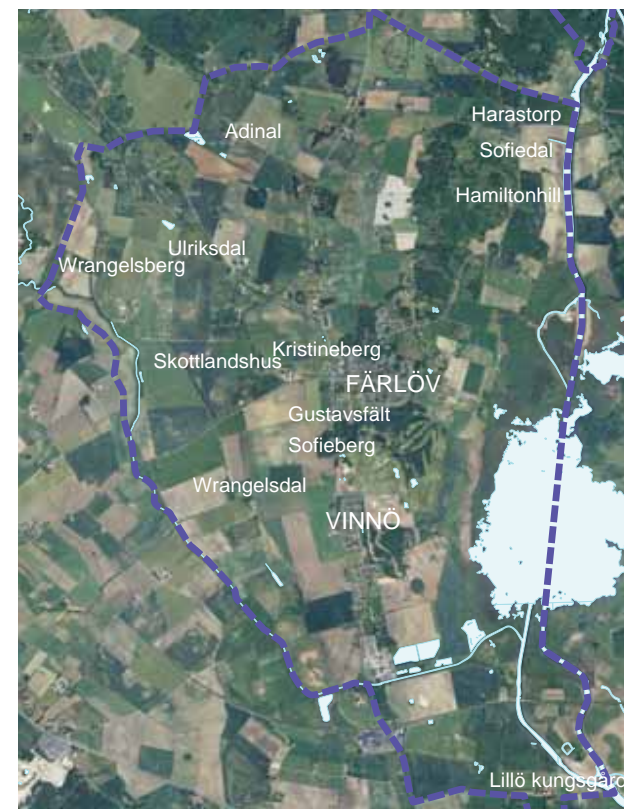 Harastorp
Adinal
Sofiedal
Hamiltonhill
Ulriksdal
Wrangelsberg
Kristineberg
Skottlandshus
FÄRLÖV
Gustavsfält
Sofieberg
Wrangelsdal
VINNÖ
Lillö kungsgård